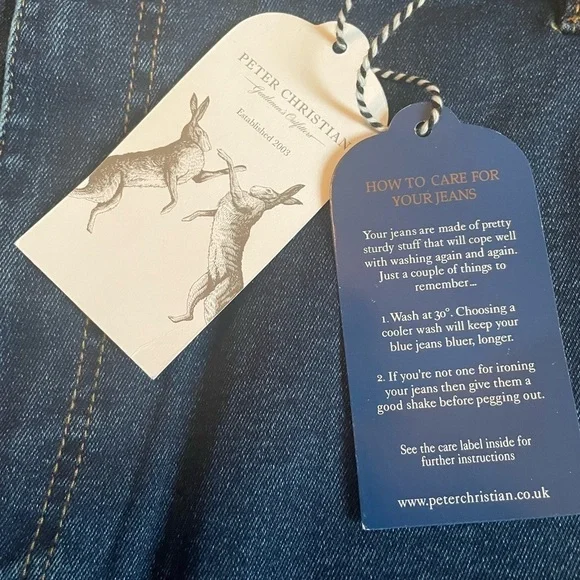 PETER CHRISTIAN
Gentlemen's Outfitters
Established 2003
HOW TO CARE FOR
YOUR JEANS
Your jeans are made of pretty
sturdy stuff that will cope well
with washing again and again.
Just a couple of things to
remember...
1. Wash at 30°. Choosing a
cooler wash will keep your
blue jeans bluer, longer.
2. If you're not one for ironing
your jeans then give them a
good shake before pegging out.
See the care label inside for
further instructions
www.peterchristian.co.uk